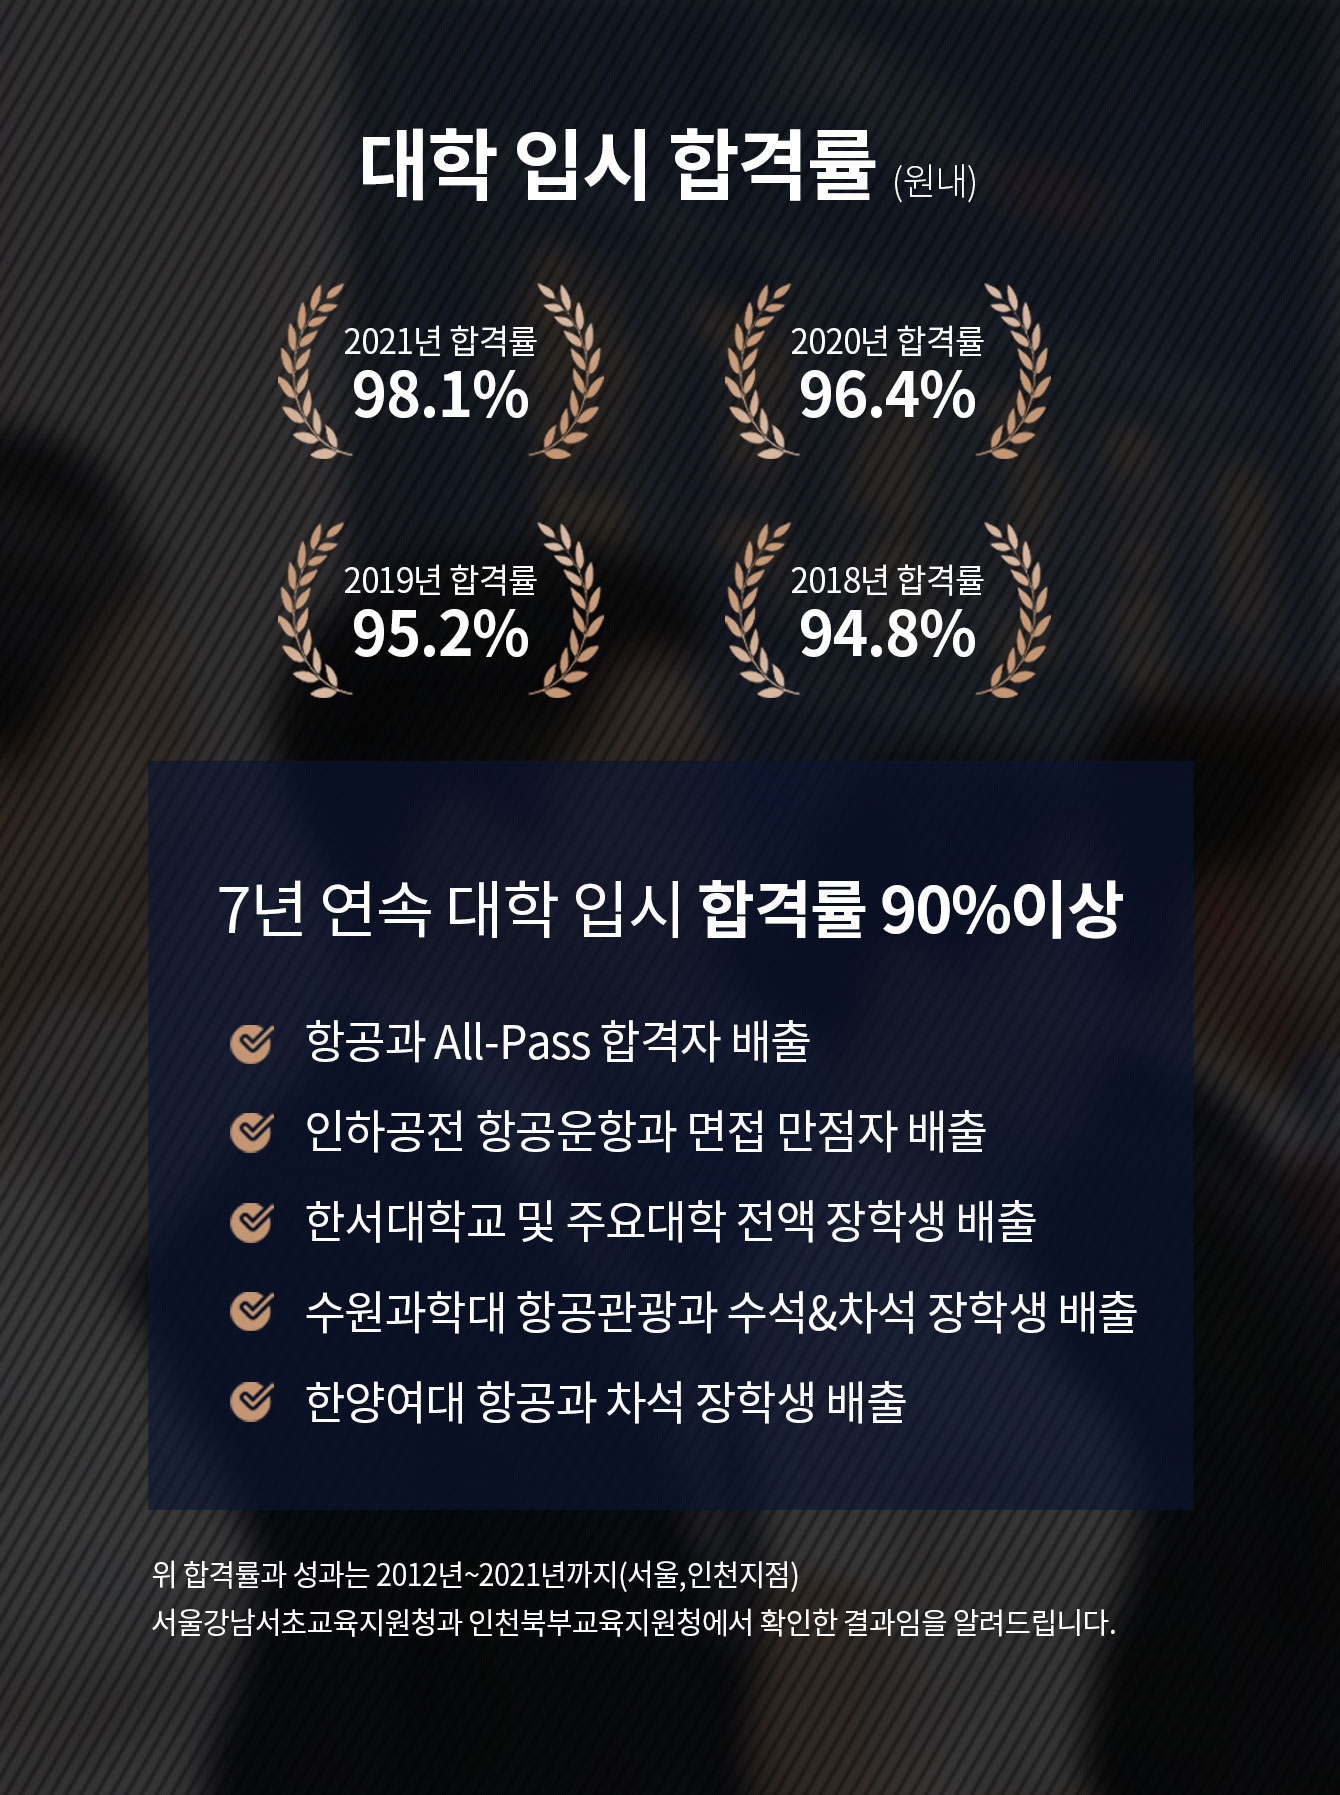 대학 입시 합격률 (원내)
2021년 합격률
98.1%
2020년 합격률
96.4%
2019년 합격률
95.2%
2018년 합격률
94.8%
7년 연속 대학 입시 합격률 90%이상
항공과 All-Pass 합격자 배출
인하공전 항공운항과 면접 만점자 배출
한서대학교 및 주요대학 전액 장학생 배출
수원과학대 항공관광과 수석&차석 장학생 배출
한양여대 항공과 차석 장학생 배출
위 합격률과 성과는 2012년~2021년까지(서울,인천지점)
서울강남서초교육지원청과 인천북부교육지원청에서 확인한 결과임을 알려드립니다.